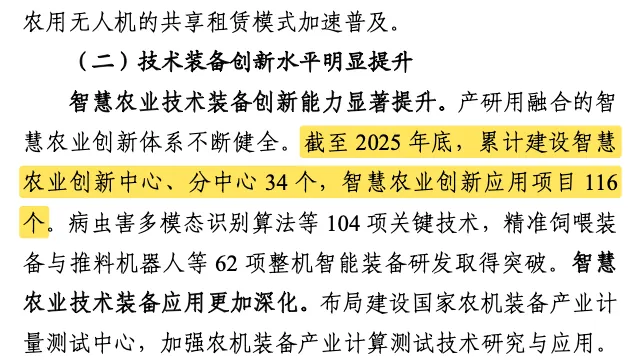 农用无人机的共享租赁模式加速普及。
（二）技术装备创新水平明显提升
智慧农业技术装备创新能力显著提升。产研用融合的智
慧农业创新体系不断健全。截至 2025 年底，累计建设智慧
农业创新中心、分中心 34 个，智慧农业创新应用项目 116
个。病虫害多模态识别算法等 104 项关键技术，精准饲喂装
备与推料机器人等 62 项整机智能装备研发取得突破。智慧
农业技术装备应用更加深化。布局建设国家农机装备产业计
量测试中心，加强农机装备产业计算测试技术研究与应用。